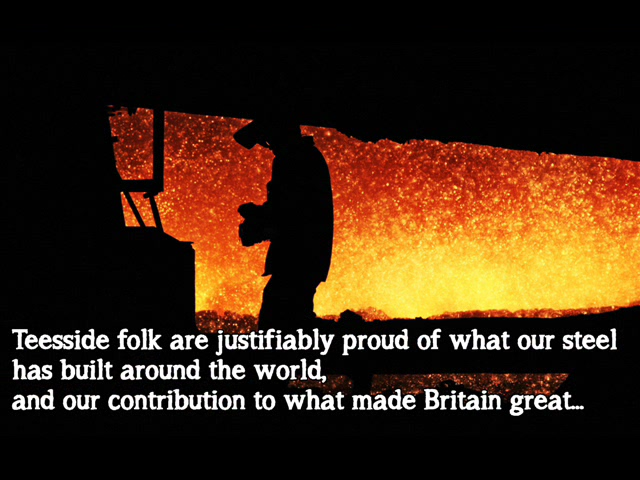 Teesside folk are justifiably proud of what our steel
has built around the world,
and our contribution to what made Britain great...